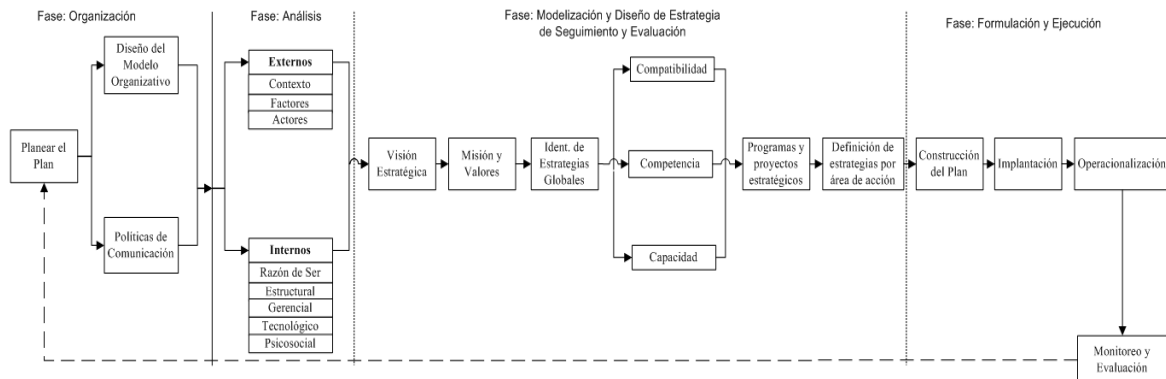 Fase: Organización
Fase: Análisis
Fase: Modelización y Diseño de Estrategia
de Seguimiento y Evaluación
Fase: Formulación y Ejecución
Planear el
Plan
Diseño del
Modelo
Organizativo
Políticas de
Comunicación
Externos
Contexto
Factores
Actores
Internos
Razón de Ser
Estructural
Gerencial
Tecnológico
Psicosocial
Visión
Estratégica
Misión y
Valores
Ident. de
Estrategias
Globales
Compatibilidad
Competencia
Capacidad
Programas y
proyectos
estratégicos
Definición de
estrategias por
área de acción
Construcción
del Plan
Implantación
Operacionalización
Monitoreo y
Evaluación